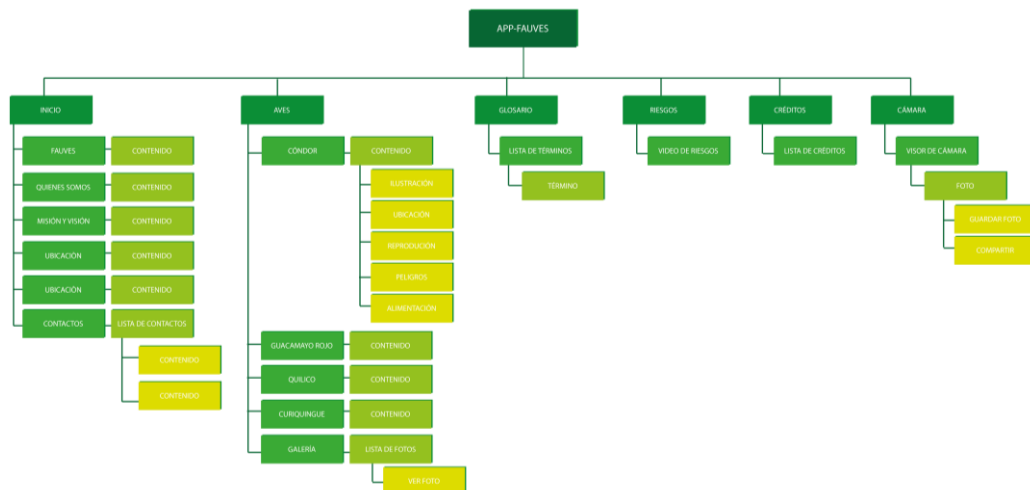 APP-FAUVES
INICIO
AVES
GLOSARIO
RIESGOS
CRÉDITOS
CÁMARA
FAUVES
CONTENIDO
QUIENES SOMOS
CONTENIDO
MISIÓN Y VISIÓN
CONTENIDO
UBICACIÓN
CONTENIDO
UBICACIÓN
CONTENIDO
CONTACTOS
LISTA DE CONTACTOS
CONTENIDO
CONTENIDO
CÓNDOR
CONTENIDO
ILUSTRACIÓN
UBICACIÓN
REPRODUCIÓN
PELIGROS
ALIMENTACIÓN
GUACAMAYO ROJO
CONTENIDO
QUILICO
CONTENIDO
CURIQUINGUE
CONTENIDO
GALERÍA
LISTA DE FOTOS
VER FOTO
LISTA DE TÉRMINOS
TÉRMINO
VIDEO DE RIESGOS
LISTA DE CRÉDITOS
VISOR DE CÁMARA
FOTO
GUARDAR FOTO
COMPARTIR